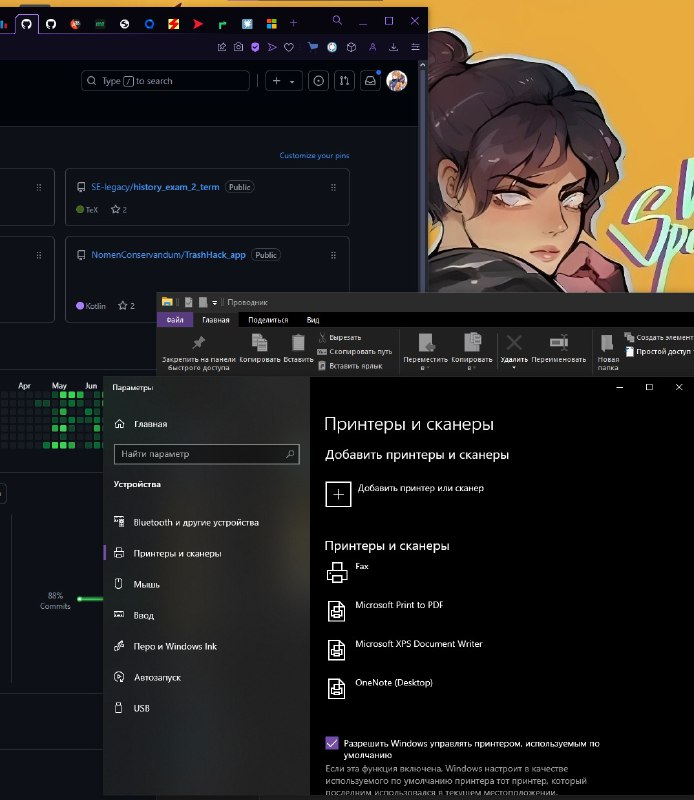 Type / to search
Customize your pins
SE-legacy/history_exam_2_term Public
TeX 2
NomenConservandum/TrashHack_app Public
Kotlin 2
Apr May Jun
88%
Commits
Проводник
Файл Главная Поделиться Вид
Закрепить на панели
быстрого доступа
Копировать
Вставить
Вырезать
Скопировать путь
Вставить ярлык
Переместить
в
Копировать
в
Удалить
Переименовать
Новая
папка
Создать элемент
Простой доступ
Параметры
Главная
Найти параметр
Устройства
Bluetooth и другие устройства
Принтеры и сканеры
Мышь
Ввод
Перо и Windows Ink
Автозапуск
USB
Принтеры и сканеры
Добавить принтеры и сканеры
Добавить принтер или сканер
Принтеры и сканеры
Fax
Microsoft Print to PDF
Microsoft XPS Document Writer
OneNote (Desktop)
Разрешить Windows управлять принтером, используемым по
умолчанию
Если эта функция включена, Windows настроит в качестве
используемого по умолчанию принтера тот принтер, который
последним использовался в текущем местоположении.